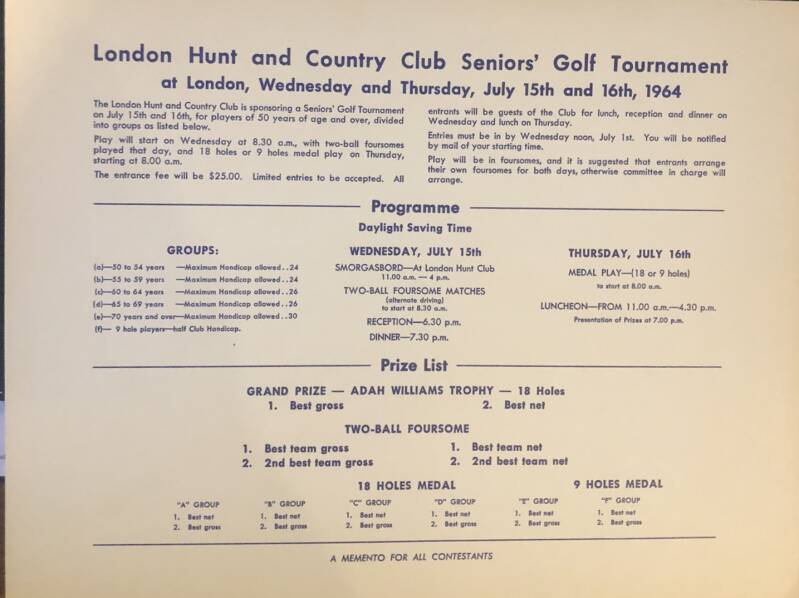 London Hunt and Country Club Seniors' Golf Tournament
at London, Wednesday and Thursday, July 15th and 16th, 1964
The London Hunt and Country Club is sponsoring a Seniors' Golf Tournament
on July 15th and 16th, for players of 50 years of age and over, divided
into groups as listed below.
Play will start on Wednesday at 8.30 a.m., with two-ball foursomes
played that day, and 18 holes or 9 holes medal play on Thursday,
starting at 8.00 a.m.
The entrance fee will be $25.00. Limited entries to be accepted. All
entrants will be guests of the Club for lunch, reception and dinner on
Wednesday and lunch on Thursday.
Entries must be in by Wednesday noon, July 1st. You will be notified
by mail of your starting time.
Play will be in foursomes, and it is suggested that entrants arrange
their own foursomes for both days, otherwise committee in charge will
arrange.
Programme
Daylight Saving Time
GROUPS:
(a)—50 to 54 years —Maximum Handicap allowed..24
(b)—55 to 59 years —Maximum Handicap allowed..24
(c)—60 to 64 years —Maximum Handicap allowed..26
(d)—65 to 69 years —Maximum Handicap allowed..26
(e)—70 years and over—Maximum Handicap allowed..30
(f)— 9 hole players—half Club Handicap.
WEDNESDAY, JULY 15th
SMORGASBORD—At London Hunt Club
11.00 a.m. — 4 p.m.
TWO-BALL FOURSOME MATCHES
(alternate driving)
to start at 8.30 a.m.
RECEPTION—6.30 p.m.
DINNER—7.30 p.m.
THURSDAY, JULY 16th
MEDAL PLAY—(18 or 9 holes)
to start at 8.00 a.m.
LUNCHEON—FROM 11.00 a.m.—4.30 p.m.
Presentation of Prizes at 7.00 p.m.
Prize List
GRAND PRIZE — ADAH WILLIAMS TROPHY — 18 Holes
1. Best gross 2. Best net
TWO-BALL FOURSOME
1. Best team gross 1. Best team net
2. 2nd best team gross 2. 2nd best team net
18 HOLES MEDAL 9 HOLES MEDAL
"A" GROUP "B" GROUP "C" GROUP "D" GROUP "E" GROUP "F" GROUP
1. Best net 1. Best net 1. Best net 1. Best net 1. Best net 1. Best net
2. Best gross 2. Best gross 2. Best gross 2. Best gross 2. Best gross 2. Best gross
A MEMENTO FOR ALL CONTESTANTS